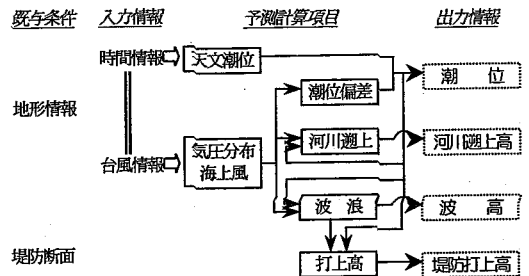 既与条件 入力情報 予測計算項目 出力情報
時間情報 天文潮位 潮位
地形情報 潮位偏差
河川遡上 河川遡上高
台風情報 気圧分布
海上風
波浪 波高
堤防断面 打上高 堤防打上高